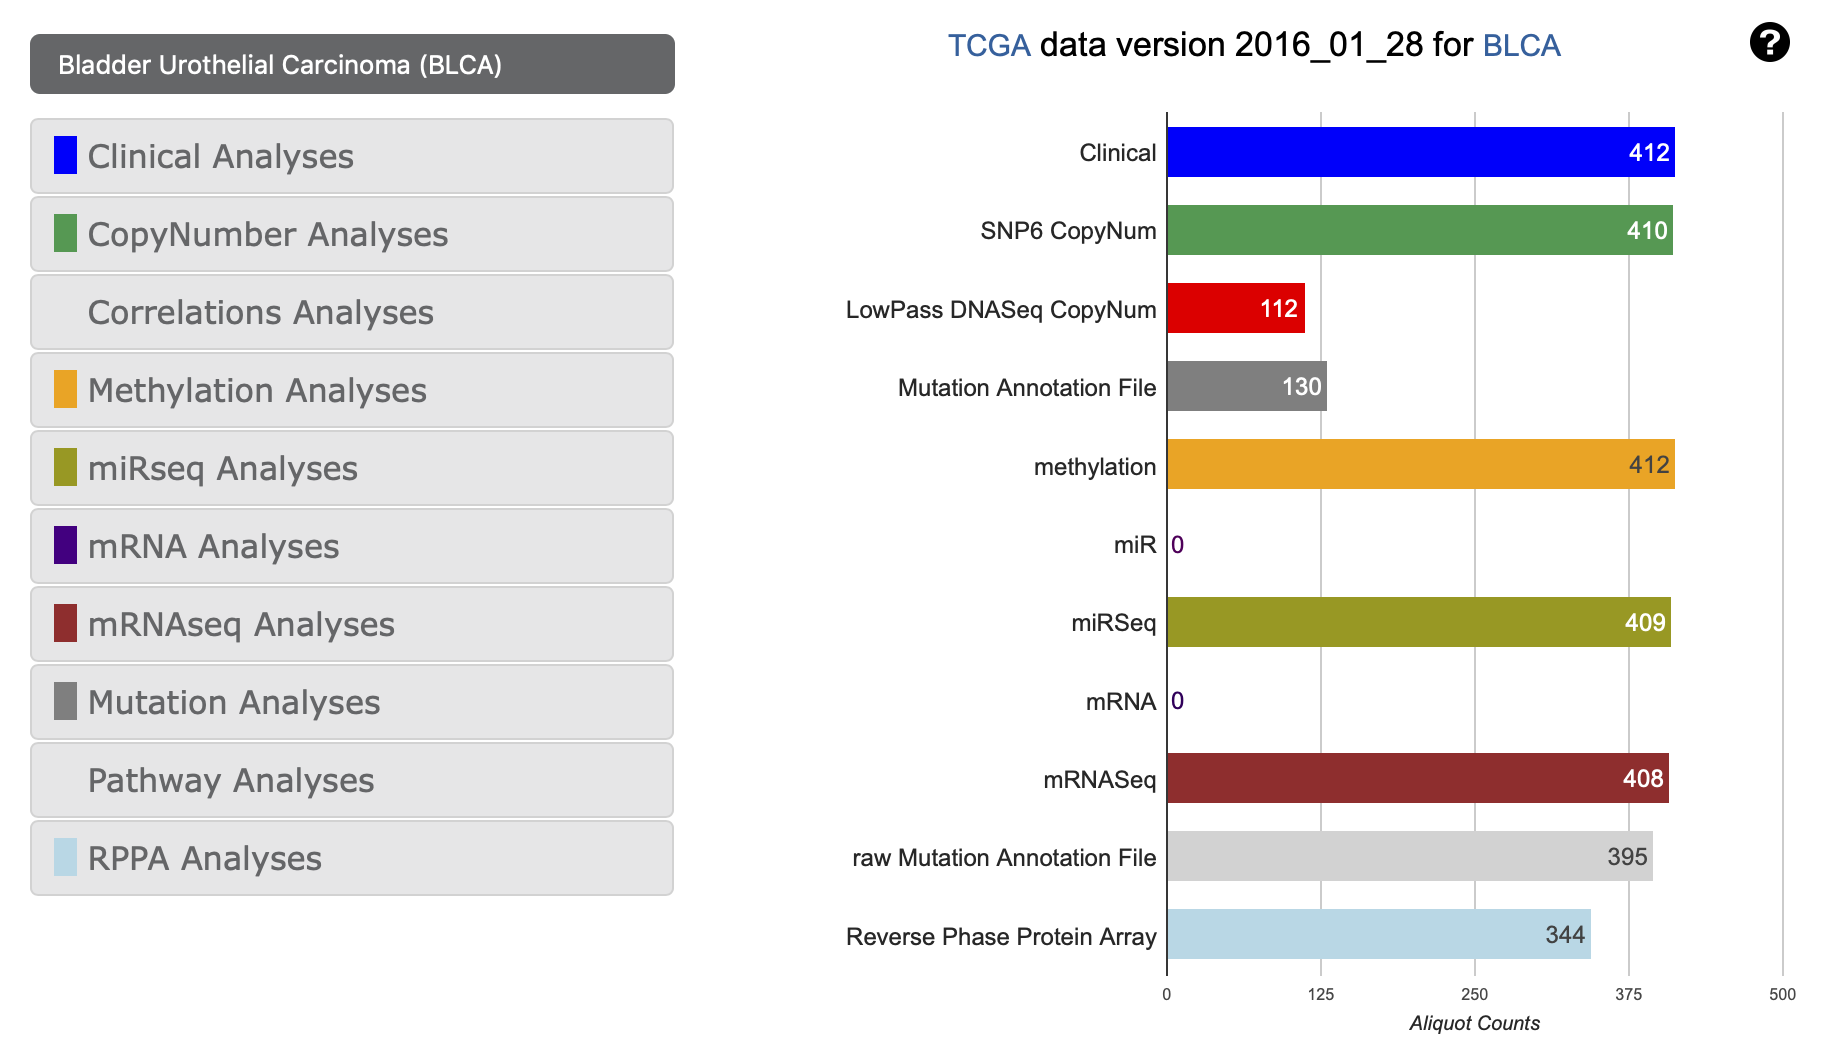 Bladder Urothelial Carcinoma (BLCA)
Clinical Analyses
CopyNumber Analyses
Correlations Analyses
Methylation Analyses
miRseq Analyses
mRNA Analyses
mRNAseq Analyses
Mutation Analyses
Pathway Analyses
RPPA Analyses
TCGA data version 2016_01_28 for BLCA
?
Clinical 412
SNP6 CopyNum 410
LowPass DNASeq CopyNum 112
Mutation Annotation File 130
methylation 412
miR 0
miRSeq 409
mRNA 0
mRNASeq 408
raw Mutation Annotation File 395
Reverse Phase Protein Array 344
0 125 250 375 500
Aliquot Counts